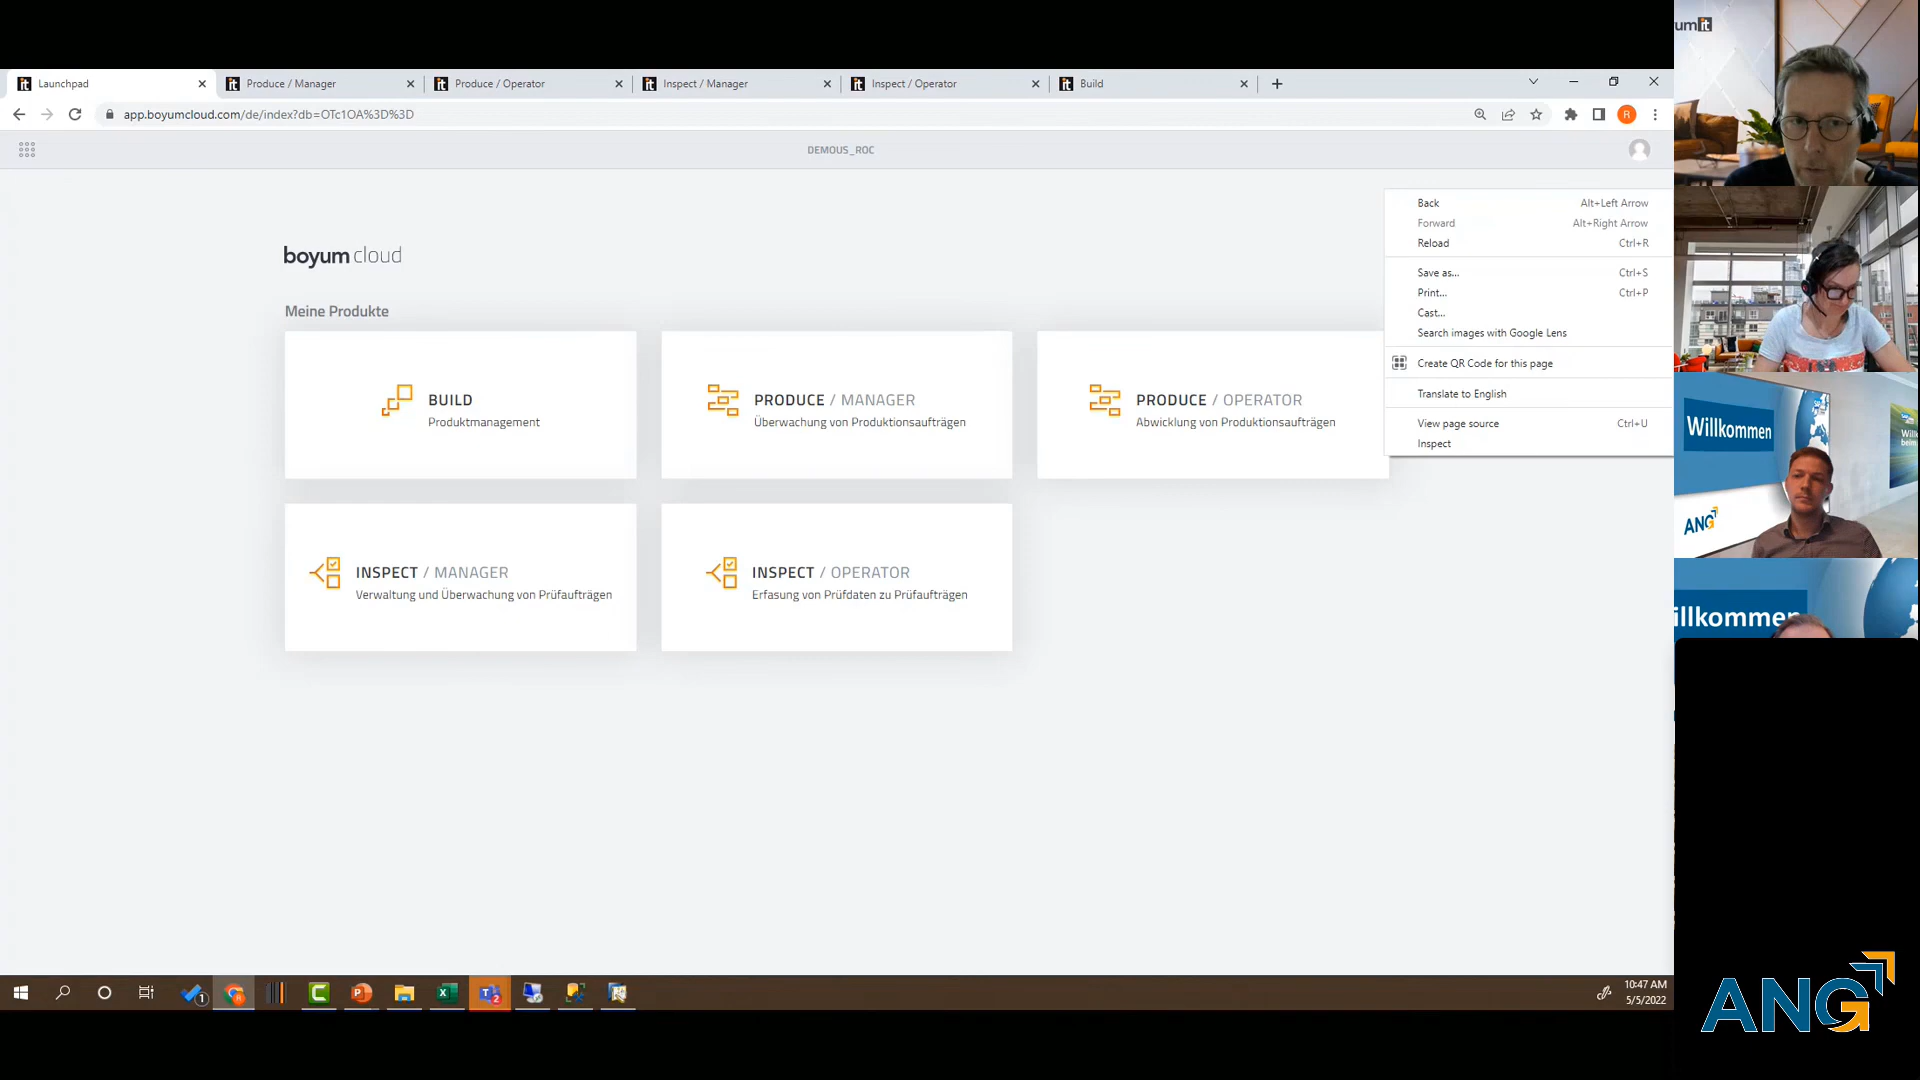 Launchpad
Produce / Manager
Produce / Operator
Inspect / Manager
Inspect / Operator
Build
app.boyumcloud.com/de/index?db=OTc1OA%3D%3D
R
DEMOUS_ROC
boyum cloud
Meine Produkte
BUILD
Produktmanagement
PRODUCE / MANAGER
Überwachung von Produktionsaufträgen
PRODUCE / OPERATOR
Abwicklung von Produktionsaufträgen
INSPECT / MANAGER
Verwaltung und Überwachung von Prüfaufträgen
INSPECT / OPERATOR
Erfasung von Prüfdaten zu Prüfaufträgen
Back Alt+Left Arrow
Forward Alt+Right Arrow
Reload Ctrl+R
Save as... Ctrl+S
Print... Ctrl+P
Cast...
Search images with Google Lens
Create QR Code for this page
Translate to English
View page source Ctrl+U
Inspect
umit
Willkommen
ANG
illkommen
10:47 AM
5/5/2022
ANG